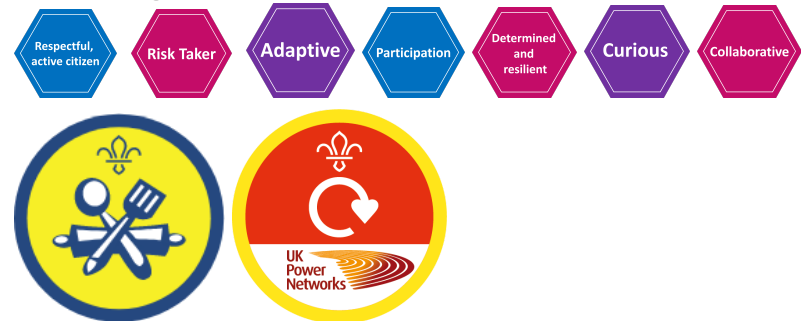 Respectful,
active citizen
Risk Taker
Adaptive
Participation
Determined
and
resilient
Curious
Collaborative
UK
Power
Networks